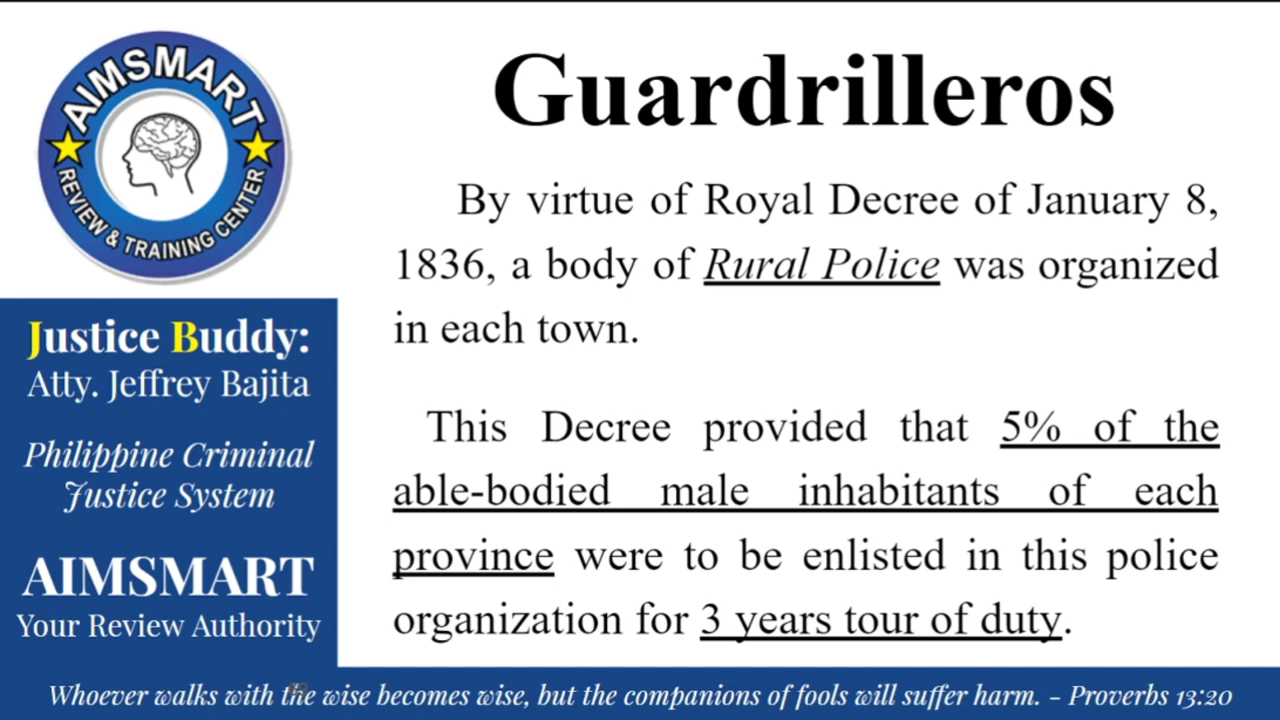 AIMSMART
REVIEW & TRAINING CENTER
Justice Buddy:
Atty. Jeffrey Bajita
Philippine Criminal
Justice System
AIMSMART
Your Review Authority
Guardrilleros
By virtue of Royal Decree of January 8,
1836, a body of Rural Police was organized
in each town.
This Decree provided that 5% of the
able-bodied male inhabitants of each
province were to be enlisted in this police
organization for 3 years tour of duty.
Whoever walks with the wise becomes wise, but the companions of fools will suffer harm. – Proverbs 13:20